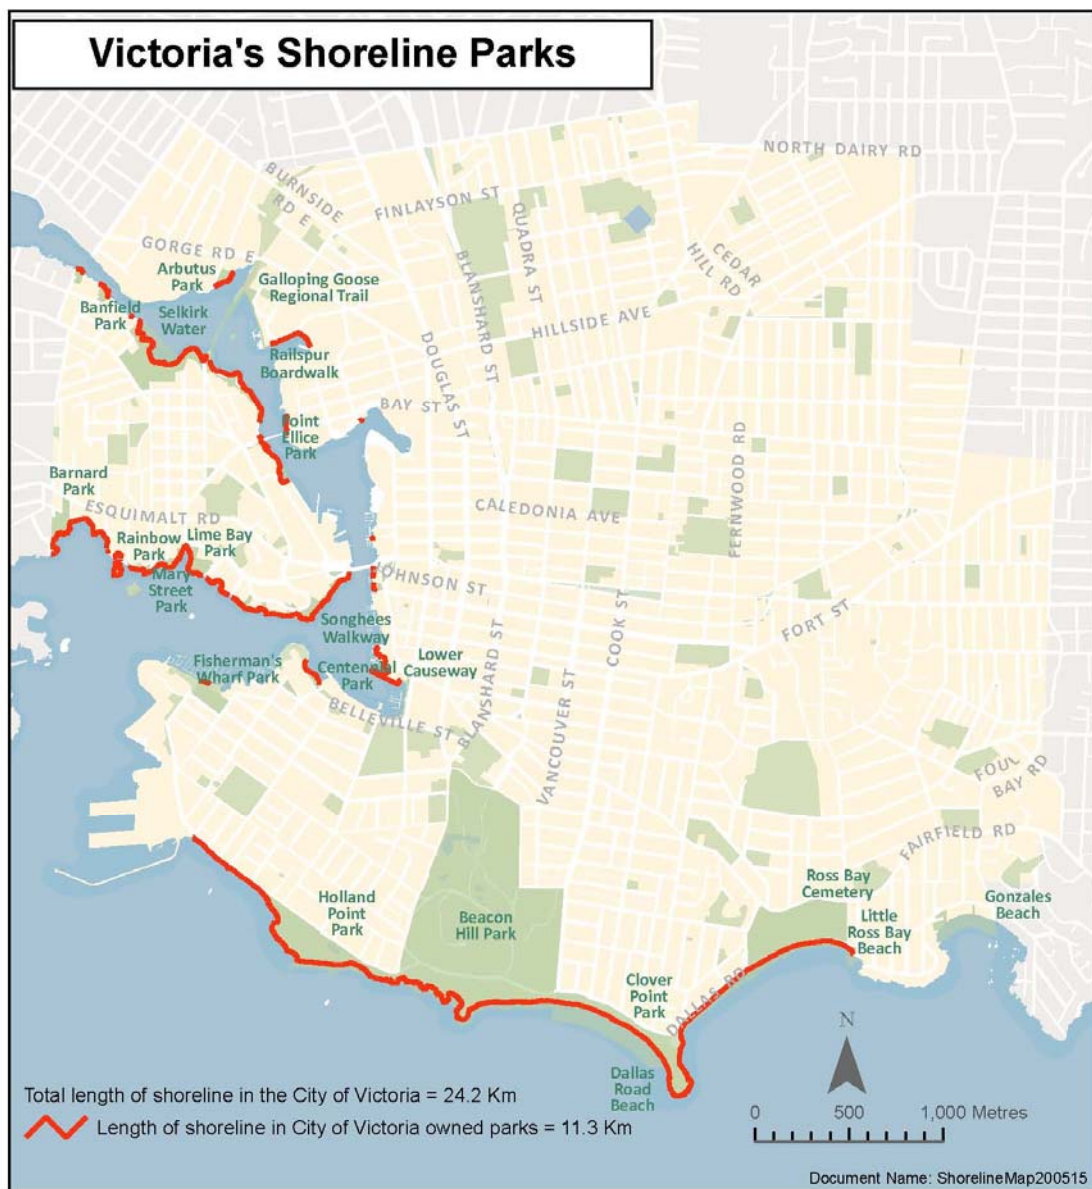 Victoria's Shoreline Parks
NORTH DAIRY RD
BURNSIDE
RD E
FINLAYSON ST
QUADRA ST
GORGE RD E
CEDAR
HILL RD
Arbutus
Park
Galloping Goose
Regional Trail
BLANSHARD ST
Banfield
Park
Selkirk
Water
HILLSIDE AVE
Railspur
Boardwalk
DOUGLAS ST
BAY ST
Point
Ellice
Park
FERNWOOD RD
Barnard
Park
ESQUIMALT RD
CALEDONIA AVE
Rainbow
Park
Lime Bay
Park
Mary
Street
Park
JOHNSON ST
COOK ST
FORT ST
Songhees
Walkway
BLANSHARD ST
Fisherman's
Wharf Park
Centennial
Park
Lower
Causeway
VANCOUVER ST
BELLEVILLE ST
FOUL
BAY RD
FAIRFIELD RD
Ross Bay
Cemetery
Holland
Point
Park
Beacon
Hill Park
Little
Ross Bay
Beach
Gonzales
Beach
Clover
Point
Park
DALLAS RD
N
Dallas
Road
Beach
Total length of shoreline in the City of Victoria = 24.2 Km
Length of shoreline in City of Victoria owned parks = 11.3 Km
0 500 1,000 Metres
Document Name: ShorelineMap200515